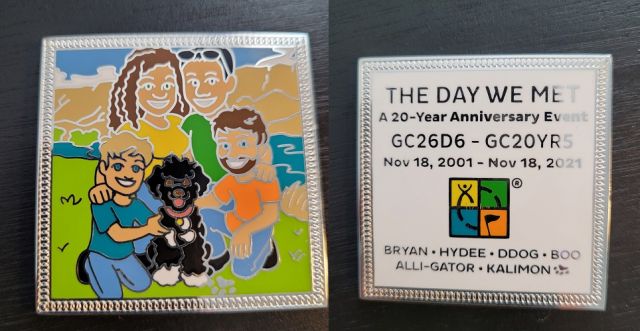 THE DAY WE MET
A 20-Year Anniversary Event
GC26D6 - GC20YR5
Nov 18, 2001 - Nov 18, 2021
®
BRYAN • HYDEE • DDOG • BOO
ALLI-GATOR • KALIMON